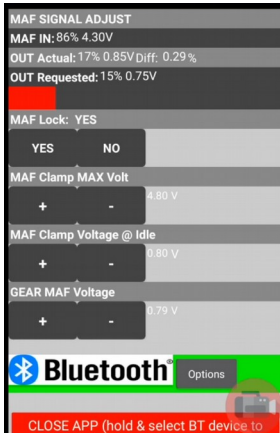 MAF SIGNAL ADJUST
MAF IN: 86% 4.30V
OUT Actual: 17% 0.85V Diff: 0.29 %
OUT Requested: 15% 0.75V
MAF Lock: YES
YES NO
MAF Clamp MAX Volt
+ - 4.80 V
MAF Clamp Voltage @ Idle
+ - 0.80 V
GEAR MAF Voltage
+ - 0.79 V
Bluetooth® Options
CLOSE APP (hold & select BT device to